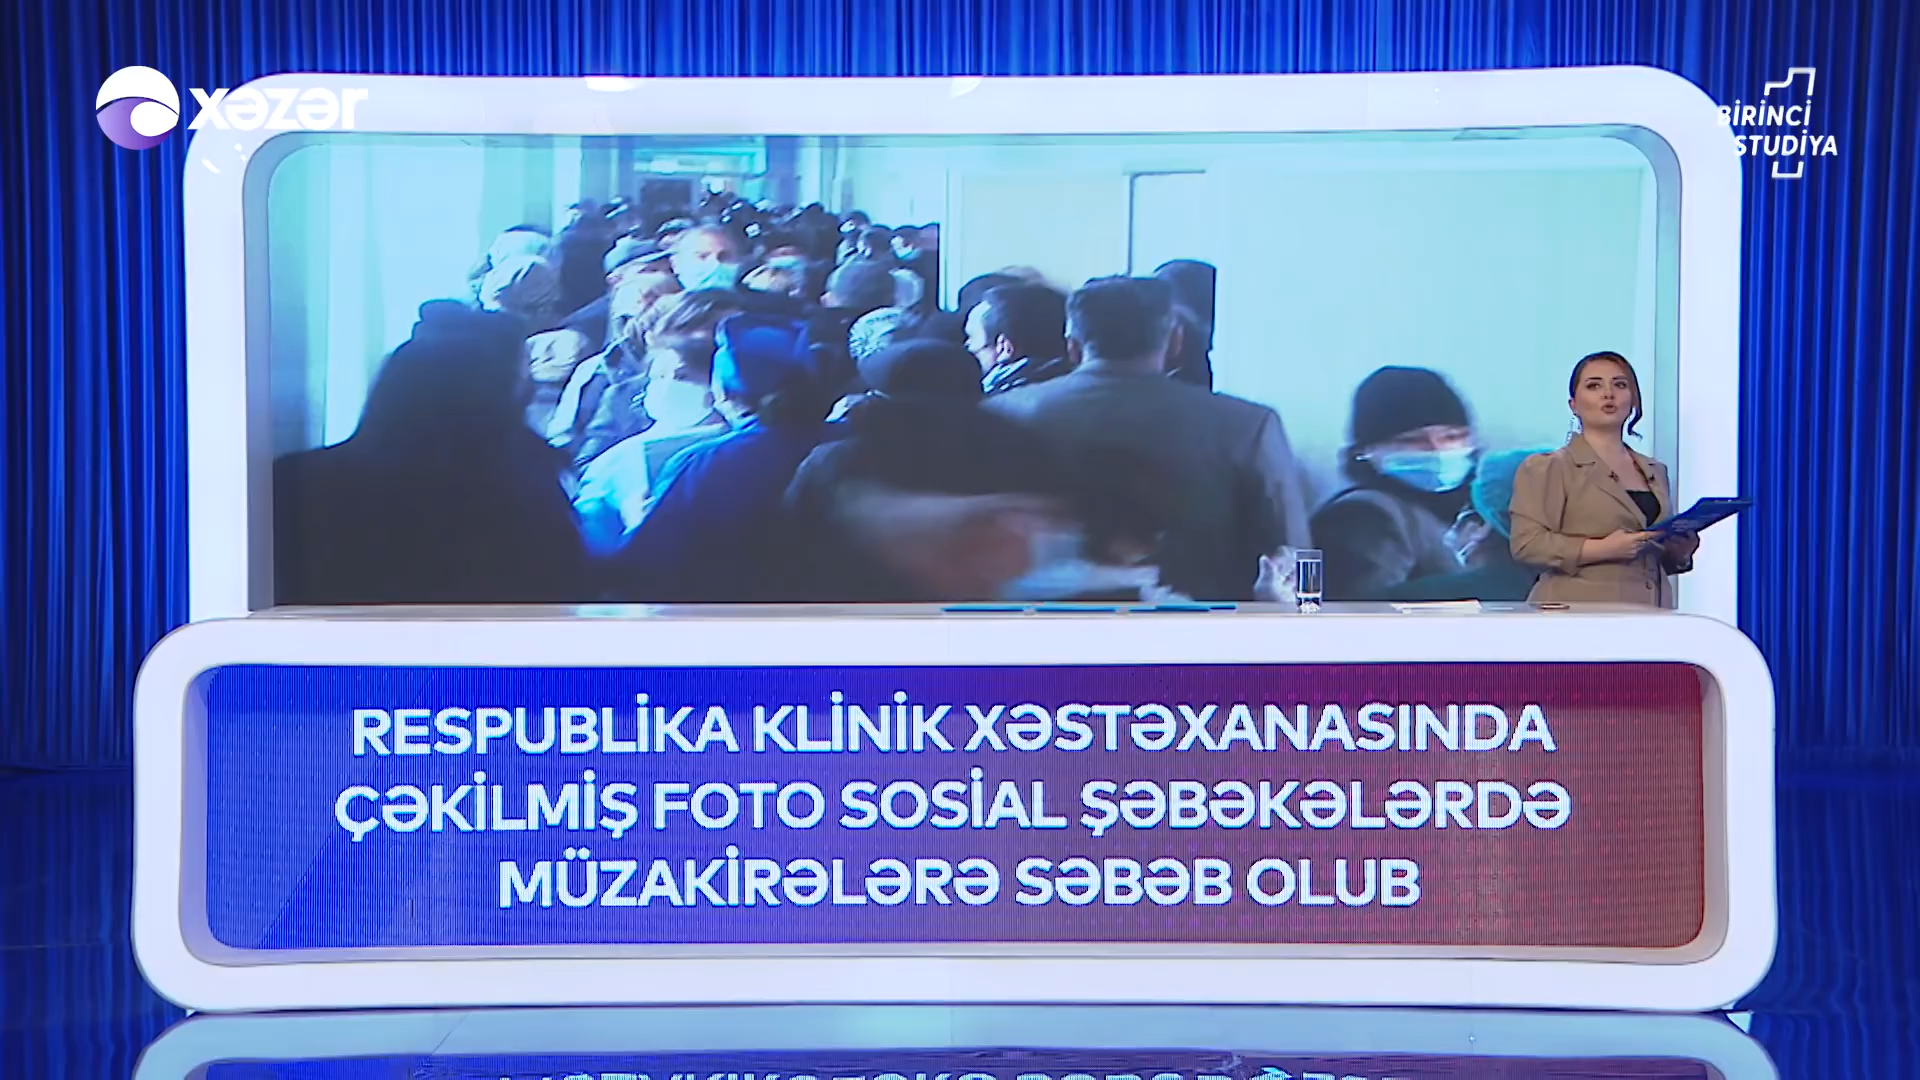 xəzər
BİRİNCİ
STUDİYA
RESPUBLİKA KLİNİK XƏSTƏXANASINDA
ÇƏKİLMİŞ FOTO SOSİAL ŞƏBƏKƏLƏRDƏ
MÜZAKİRƏLƏRƏ SƏBƏB OLUB